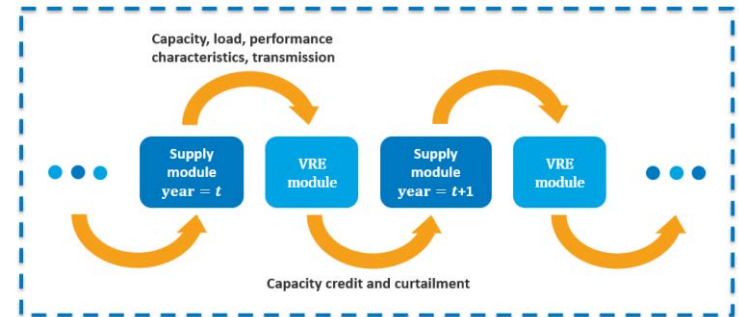 Capacity, load, performance
characteristics, transmission
Supply
module
year = t
VRE
module
Supply
module
year = t+1
VRE
module
Capacity credit and curtailment